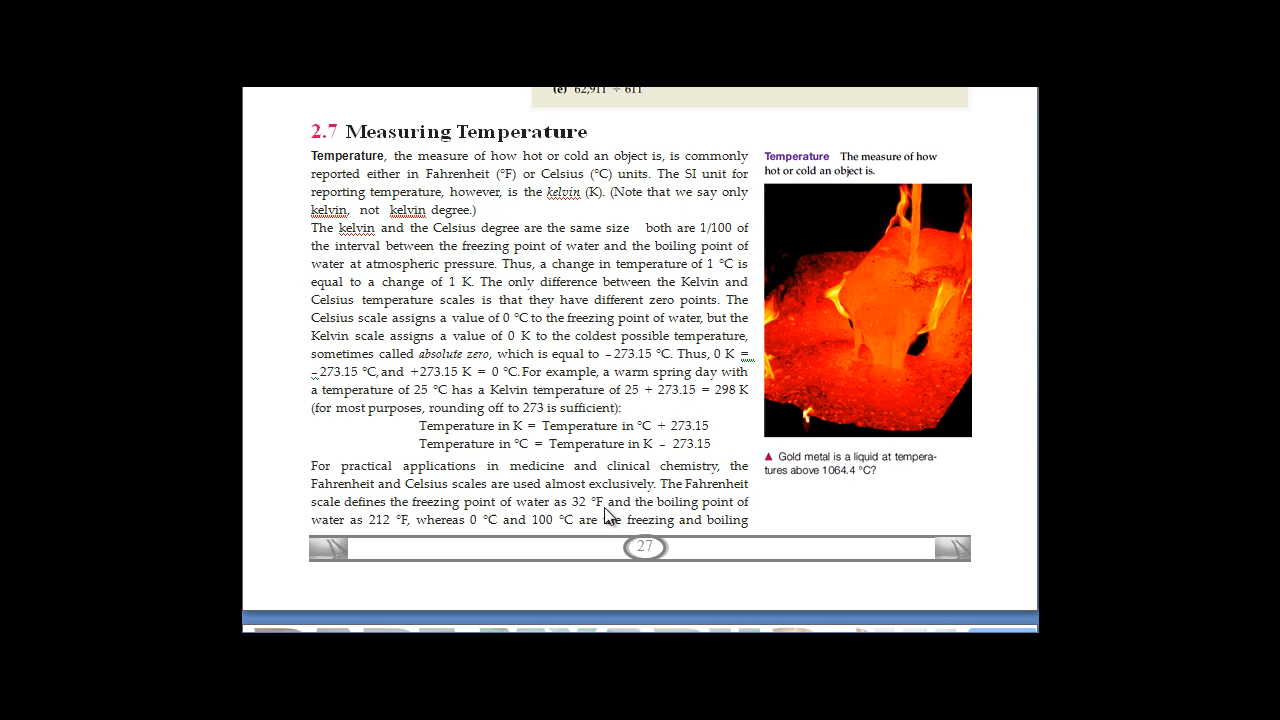 (e) 62,911 ÷ 611
2.7 Measuring Temperature
Temperature, the measure of how hot or cold an object is, is commonly
reported either in Fahrenheit (°F) or Celsius (°C) units. The SI unit for
reporting temperature, however, is the kelvin (K). (Note that we say only
kelvin, not kelvin degree.)
The kelvin and the Celsius degree are the same size both are 1/100 of
the interval between the freezing point of water and the boiling point of
water at atmospheric pressure. Thus, a change in temperature of 1 °C is
equal to a change of 1 K. The only difference between the Kelvin and
Celsius temperature scales is that they have different zero points. The
Celsius scale assigns a value of 0 °C to the freezing point of water, but the
Kelvin scale assigns a value of 0 K to the coldest possible temperature,
sometimes called absolute zero, which is equal to −273.15 °C. Thus, 0 K =
−273.15 °C, and +273.15 K = 0 °C. For example, a warm spring day with
a temperature of 25 °C has a Kelvin temperature of 25 + 273.15 = 298 K
(for most purposes, rounding off to 273 is sufficient):
Temperature in K = Temperature in °C + 273.15
Temperature in °C = Temperature in K − 273.15
For practical applications in medicine and clinical chemistry, the
Fahrenheit and Celsius scales are used almost exclusively. The Fahrenheit
scale defines the freezing point of water as 32 °F and the boiling point of
water as 212 °F, whereas 0 °C and 100 °C are the freezing and boiling
Temperature The measure of how
hot or cold an object is.
▲ Gold metal is a liquid at tempera-
tures above 1064.4 °C?
27